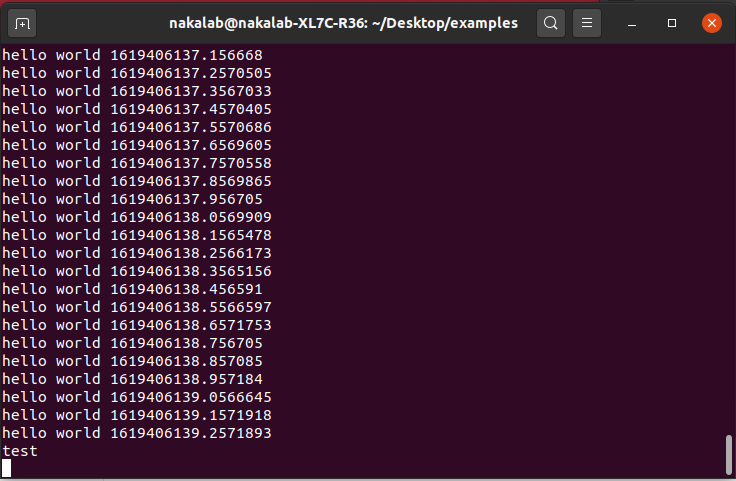 nakalab@nakalab-XL7C-R36: ~/Desktop/examples
hello world 1619406137.156668
hello world 1619406137.2570505
hello world 1619406137.3567033
hello world 1619406137.4570405
hello world 1619406137.5570686
hello world 1619406137.6569605
hello world 1619406137.7570558
hello world 1619406137.8569865
hello world 1619406137.956705
hello world 1619406138.0569909
hello world 1619406138.1565478
hello world 1619406138.2566173
hello world 1619406138.3565156
hello world 1619406138.456591
hello world 1619406138.5566597
hello world 1619406138.6571753
hello world 1619406138.756705
hello world 1619406138.857085
hello world 1619406138.957184
hello world 1619406139.0566645
hello world 1619406139.1571918
hello world 1619406139.2571893
test